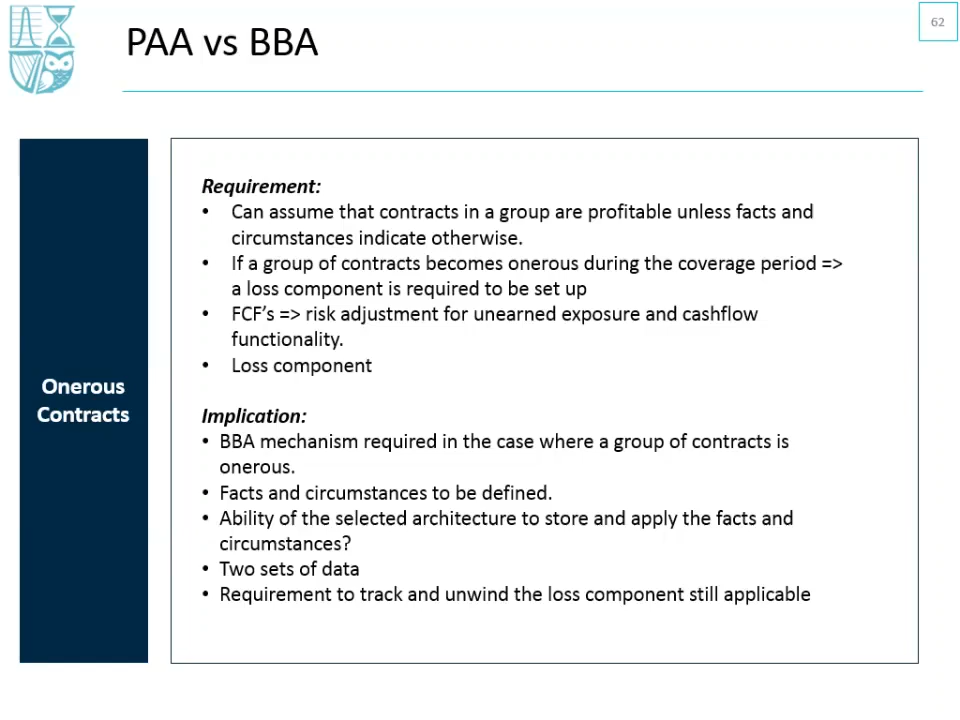 PAA vs BBA
62
Onerous
Contracts
Requirement:
• Can assume that contracts in a group are profitable unless facts and
circumstances indicate otherwise.
• If a group of contracts becomes onerous during the coverage period =>
a loss component is required to be set up
• FCF’s => risk adjustment for unearned exposure and cashflow
functionality.
• Loss component
Implication:
• BBA mechanism required in the case where a group of contracts is
onerous.
• Facts and circumstances to be defined.
• Ability of the selected architecture to store and apply the facts and
circumstances?
• Two sets of data
• Requirement to track and unwind the loss component still applicable